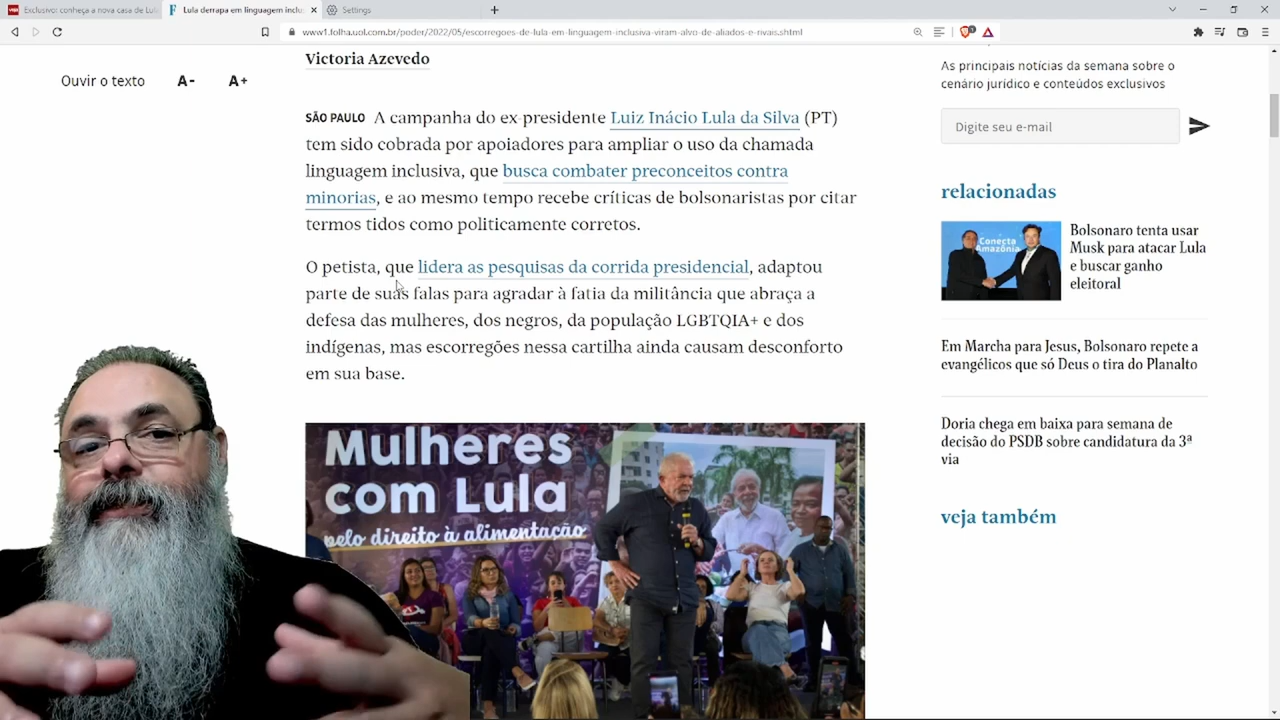 Exclusivo! conheça a nova casa de Lula
Lula derrapa em linguagem inclus
Settings
www1.folha.uol.com.br/poder/2022/05/escorregoes-de-lula-em-linguagem-inclusiva-viram-alvo-de-aliados-e-rivais.shtml
Victoria Azevedo
Ouvir o texto A- A+
SÃO PAULO A campanha do ex-presidente Luiz Inácio Lula da Silva (PT)
tem sido cobrada por apoiadores para ampliar o uso da chamada
linguagem inclusiva, que busca combater preconceitos contra
minorias, e ao mesmo tempo recebe críticas de bolsonaristas por citar
termos tidos como politicamente corretos.
O petista, que lidera as pesquisas da corrida presidencial, adaptou
parte de suas falas para agradar à fatia da militância que abraça a
defesa das mulheres, dos negros, da população LGBTQIA+ e dos
indígenas, mas escorregões nessa cartilha ainda causam desconforto
em sua base.
Mulheres
com Lula
pelo direito à alimentação
As principais notícias da semana sobre o
cenário jurídico e conteúdos exclusivos
Digite seu e-mail
relacionadas
Conecta
Amazônia
Bolsonaro tenta usar
Musk para atacar Lula
e buscar ganho
eleitoral
Em Marcha para Jesus, Bolsonaro repete a
evangélicos que só Deus o tira do Planalto
Doria chega em baixa para semana de
decisão do PSDB sobre candidatura da 3ª
via
veja também